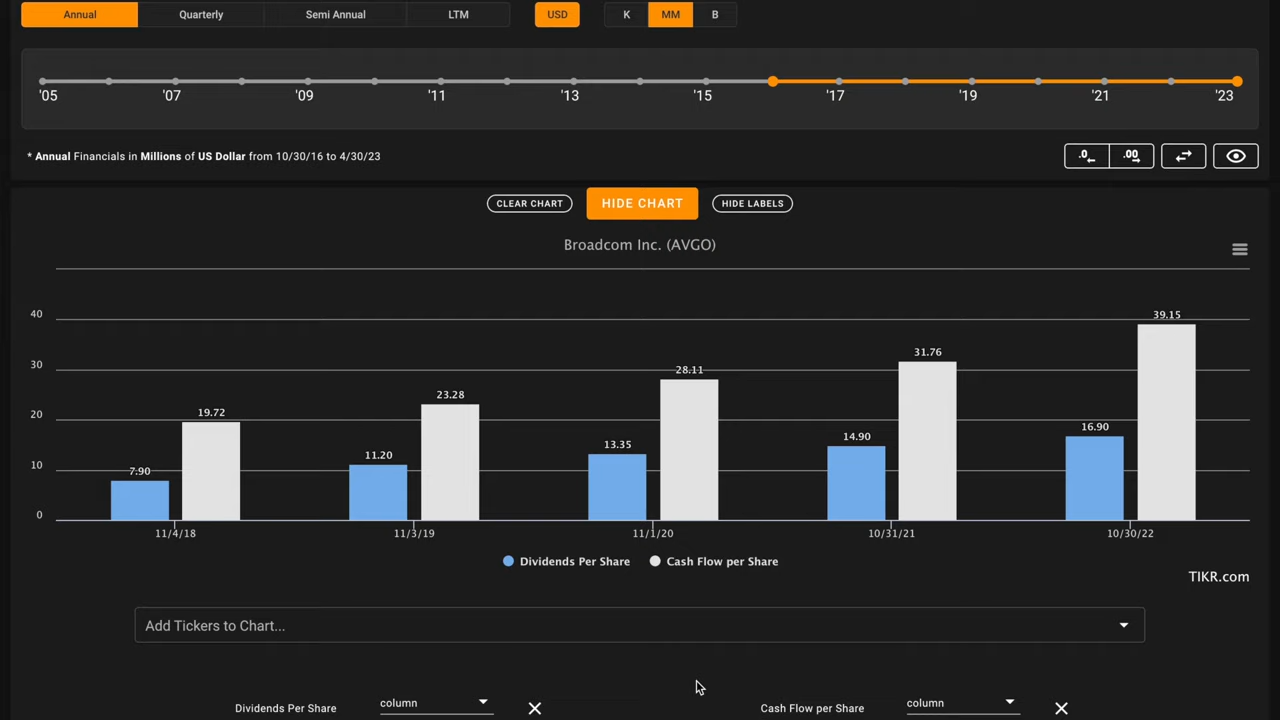 Annual Quarterly Semi Annual LTM USD K MM B
'05 '07 '09 '11 '13 '15 '17 '19 '21 '23
* Annual Financials in Millions of US Dollar from 10/30/16 to 4/30/23
.0 .00
CLEAR CHART HIDE CHART HIDE LABELS
Broadcom Inc. (AVGO)
40
30
20
10
0
7.90 19.72 11.20 23.28 13.35 28.11 14.90 31.76 16.90 39.15
11/4/18 11/3/19 11/1/20 10/31/21 10/30/22
Dividends Per Share Cash Flow per Share
TIKR.com
Add Tickers to Chart...
Dividends Per Share column Cash Flow per Share column